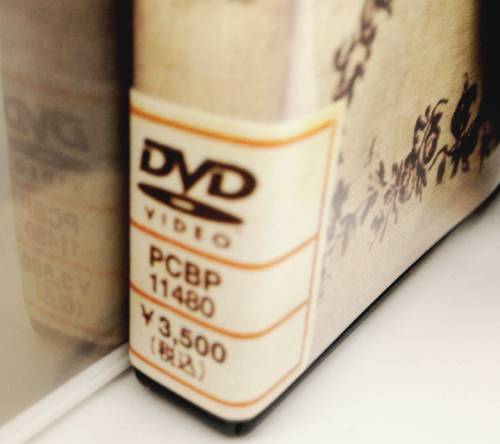 DVD
VIDEO
PCBP
11480
¥3,500
(税込)